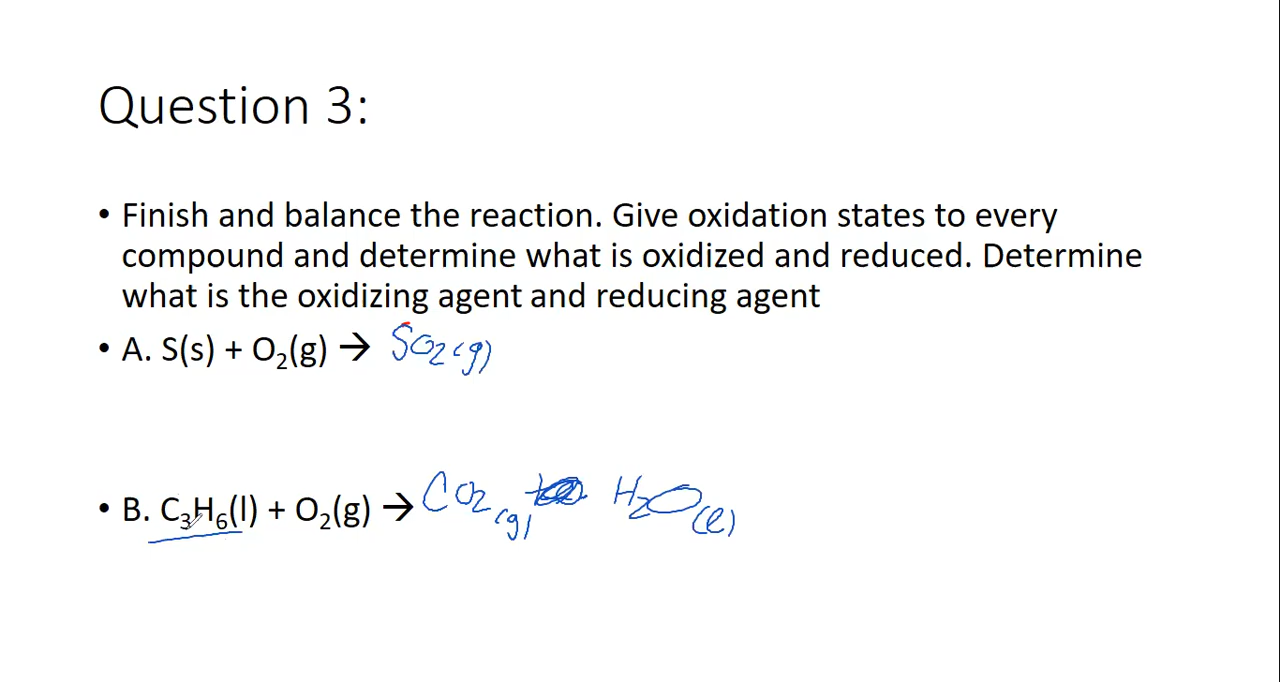 Question 3:
• Finish and balance the reaction. Give oxidation states to every
compound and determine what is oxidized and reduced. Determine
what is the oxidizing agent and reducing agent
• A. S(s) + O₂(g) → SO₂(g)
• B. C₃H₆(l) + O₂(g) → CO₂(g) + H₂O(l)